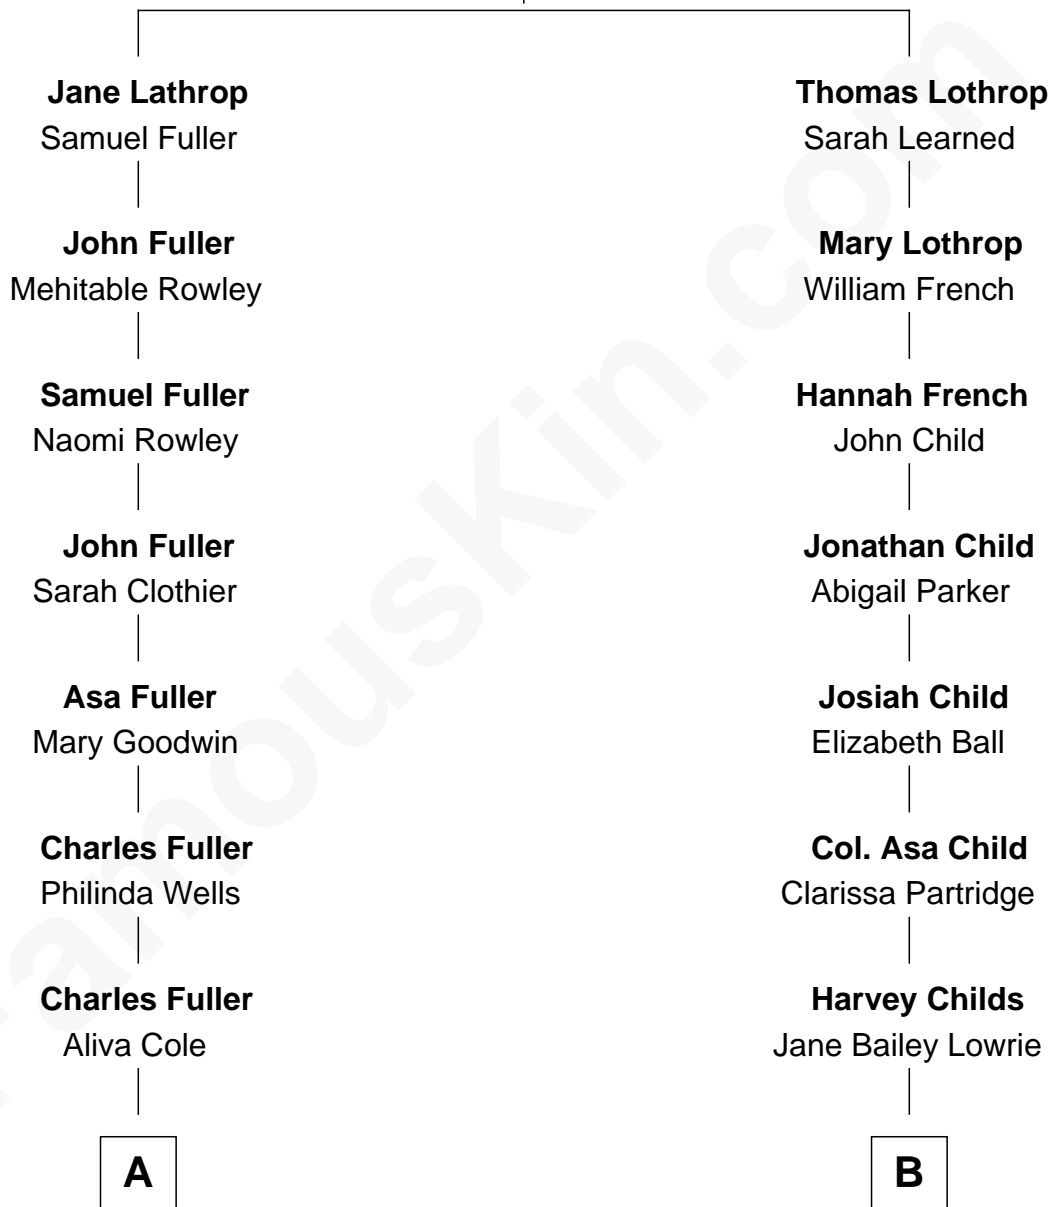 Jane Lathrop
Samuel Fuller
John Fuller
Mehitable Rowley
Samuel Fuller
Naomi Rowley
John Fuller
Sarah Clothier
Asa Fuller
Mary Goodwin
Charles Fuller
Philinda Wells
Charles Fuller
Aliva Cole
A
Thomas Lothrop
Sarah Learned
Mary Lothrop
William French
Hannah French
John Child
Jonathan Child
Abigail Parker
Josiah Child
Elizabeth Ball
Col. Asa Child
Clarissa Partridge
Harvey Childs
Jane Bailey Lowrie
B
FamousKin.com